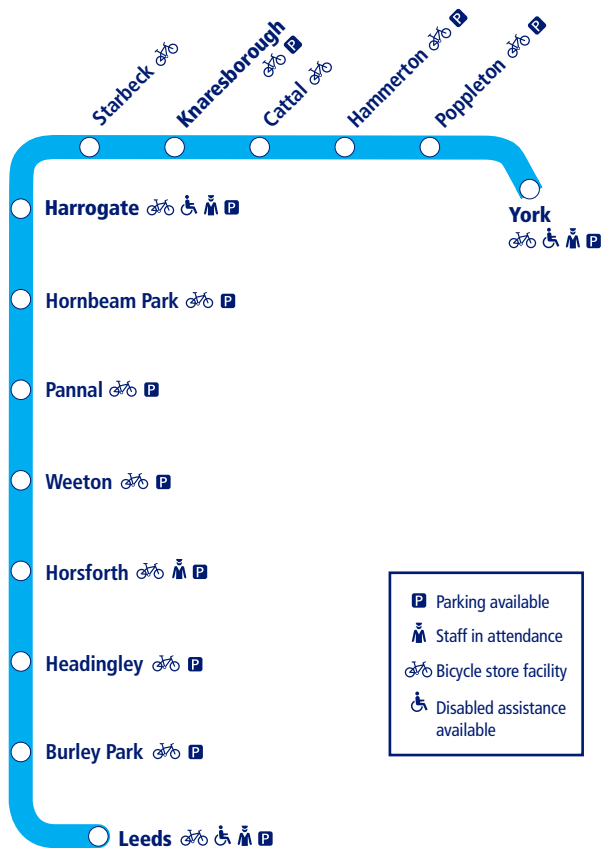 Starbeck
Knaresborough
P
Cattal
Hammerton P
Poppleton P
Harrogate P
York
P
Hornbeam Park P
Pannal P
Weeton P
Horsforth P
Headingley P
Burley Park P
Leeds P
P Parking available
Staff in attendance
Bicycle store facility
Disabled assistance
available